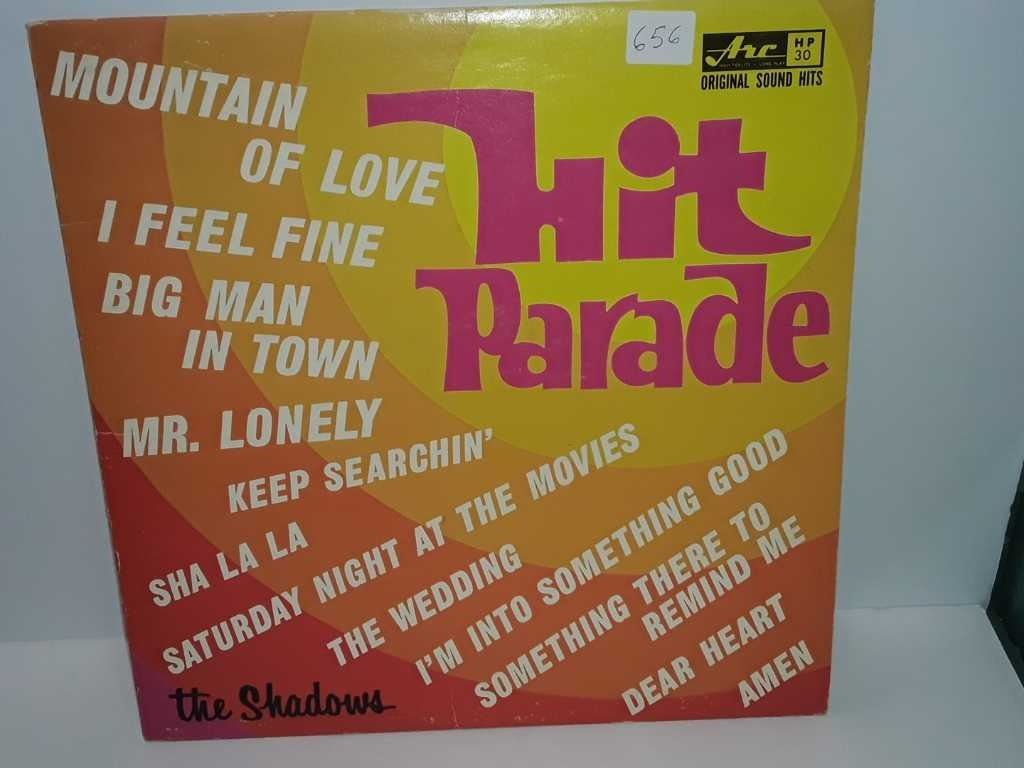 656
Arc
HP
30
ORIGINAL SOUND HITS
Hit
Parade
MOUNTAIN
OF LOVE
I FEEL FINE
BIG MAN
IN TOWN
MR. LONELY
KEEP SEARCHIN'
SHA LA LA
SATURDAY NIGHT AT THE MOVIES
THE WEDDING
I'M INTO SOMETHING GOOD
SOMETHING THERE TO
REMIND ME
DEAR HEART
AMEN
the Shadows